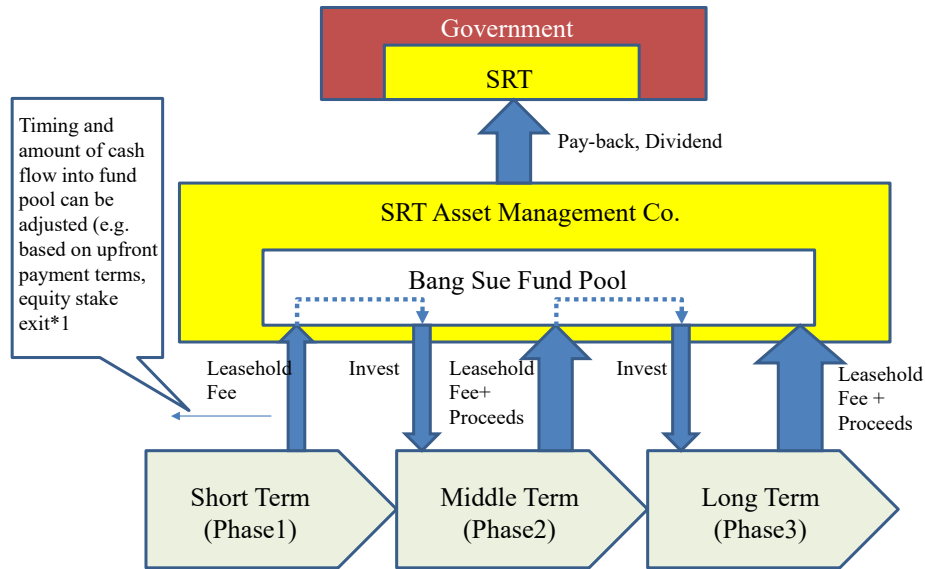 Government
SRT
Timing and
amount of cash
flow into fund
pool can be
adjusted (e.g.
based on upfront
payment terms,
equity stake
exit*1
Pay-back, Dividend
SRT Asset Management Co.
Bang Sue Fund Pool
Leasehold
Fee
Invest
Leasehold
Fee+
Proceeds
Invest
Leasehold
Fee +
Proceeds
Short Term
(Phase1)
Middle Term
(Phase2)
Long Term
(Phase3)